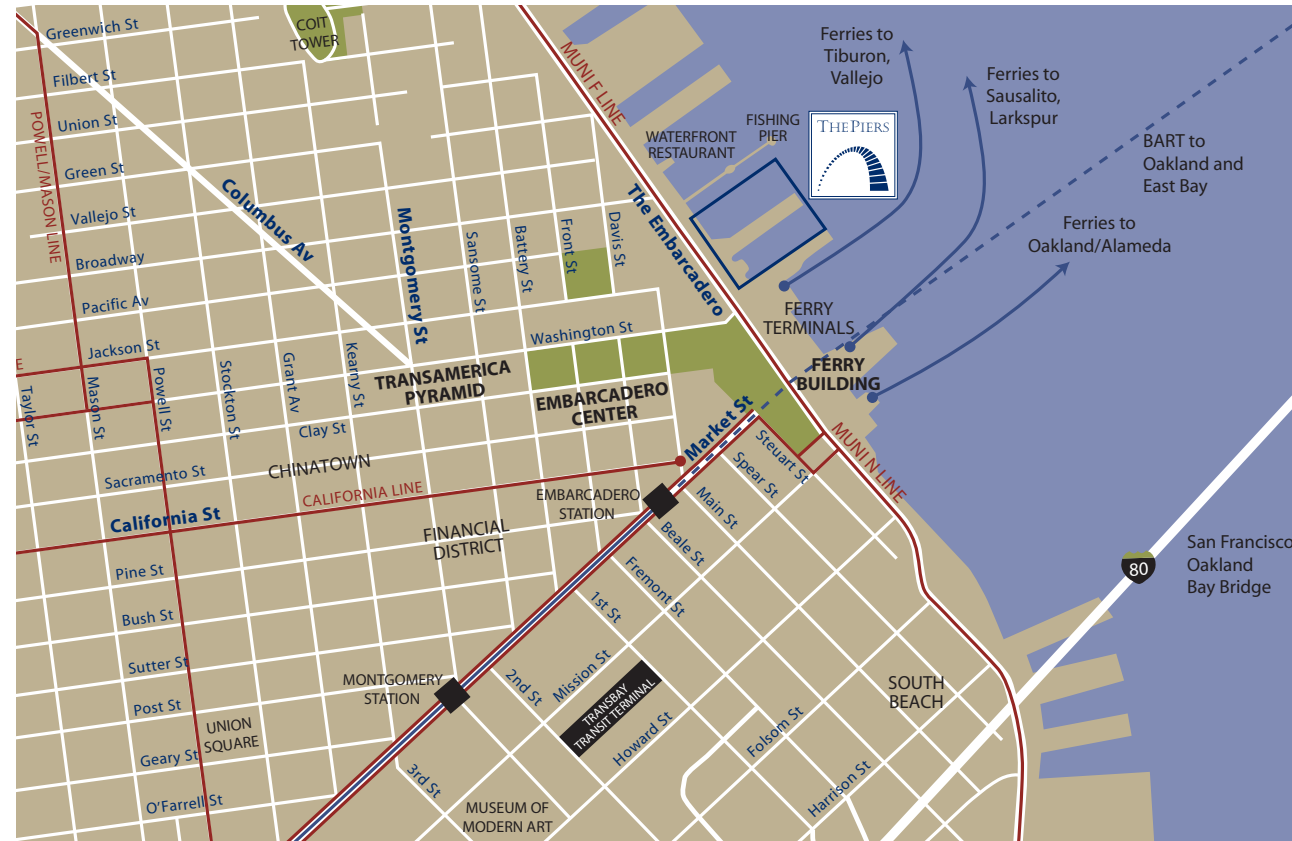 Greenwich St
COIT
TOWER
Filbert St
Union St
Green St
Vallejo St
Broadway
Pacific Av
Jackson St
POWELL/MASON LINE
Columbus Av
Montgomery St
Sansome St
Battery St
Front St
Davis St
The Embarcadero
MUNI F LINE
WATERFRONT
RESTAURANT
FISHING
PIER
THE PIERS
Ferries to
Tiburon,
Vallejo
Ferries to
Sausalito,
Larkspur
BART to
Oakland and
East Bay
Ferries to
Oakland/Alameda
FERRY
TERMINALS
FERRY
BUILDING
Washington St
E
Taylor St
Mason St
Powell St
Stockton St
Grant Av
Kearny St
TRANSAMERICA
PYRAMID
EMBARCADERO
CENTER
Clay St
CHINATOWN
Sacramento St
CALIFORNIA LINE
California St
Market St
Steuart St
Spear St
Main St
Beale St
Fremont St
1st St
2nd St
3rd St
MUNI N LINE
EMBARCADERO
STATION
FINANCIAL
DISTRICT
Pine St
Bush St
Sutter St
Post St
Geary St
O'Farrell St
UNION
SQUARE
MONTGOMERY
STATION
Mission St
TRANSBAY
TRANSIT TERMINAL
Howard St
Folsom St
Harrison St
SOUTH
BEACH
MUSEUM OF
MODERN ART
80
San Francisco
Oakland
Bay Bridge